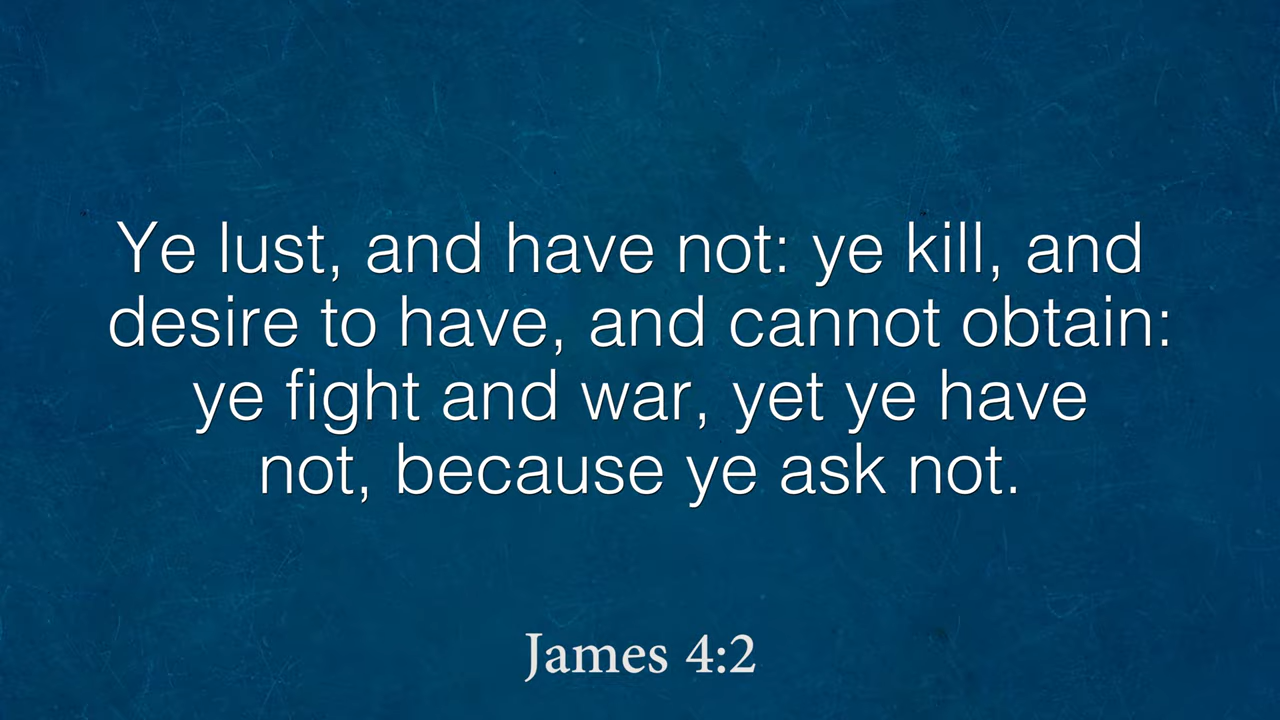 Ye lust, and have not: ye kill, and
desire to have, and cannot obtain:
ye fight and war, yet ye have
not, because ye ask not.
James 4:2